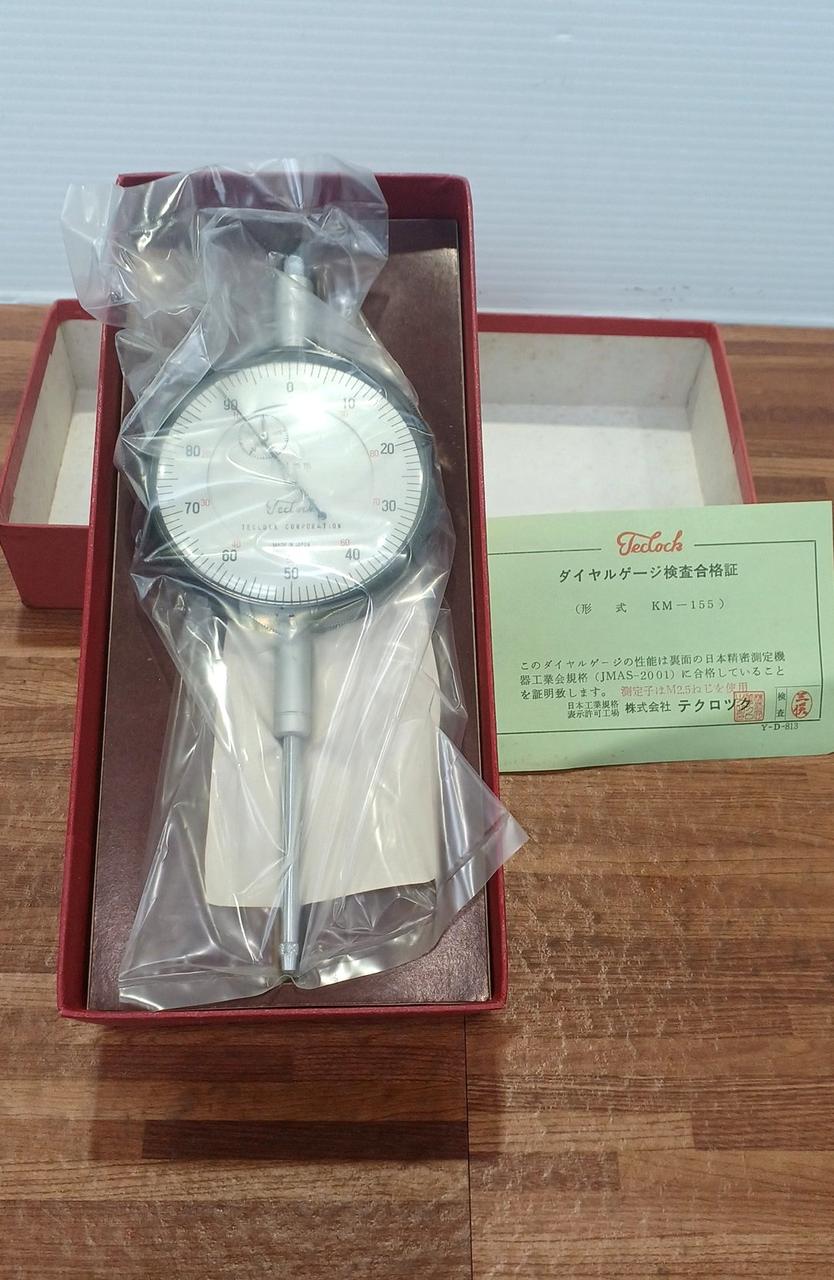 0
90
10
80
20
80
70
30
30
70
60
40
40
60
50
Teclock
TECLOCK CORPORATION
MADE IN JAPAN
Teclock
ダイヤルゲージ検査合格証
(形 式 KM-155)
このダイヤルゲージの性能は裏面の日本精密測定機
器工業会規格(JMAS-2001)に合格していること
を証明致します。 測定子はM2.5ねじを使用
日本工業規格
表示許可工場
株式会社 テクロック
検
査
Y-D-813